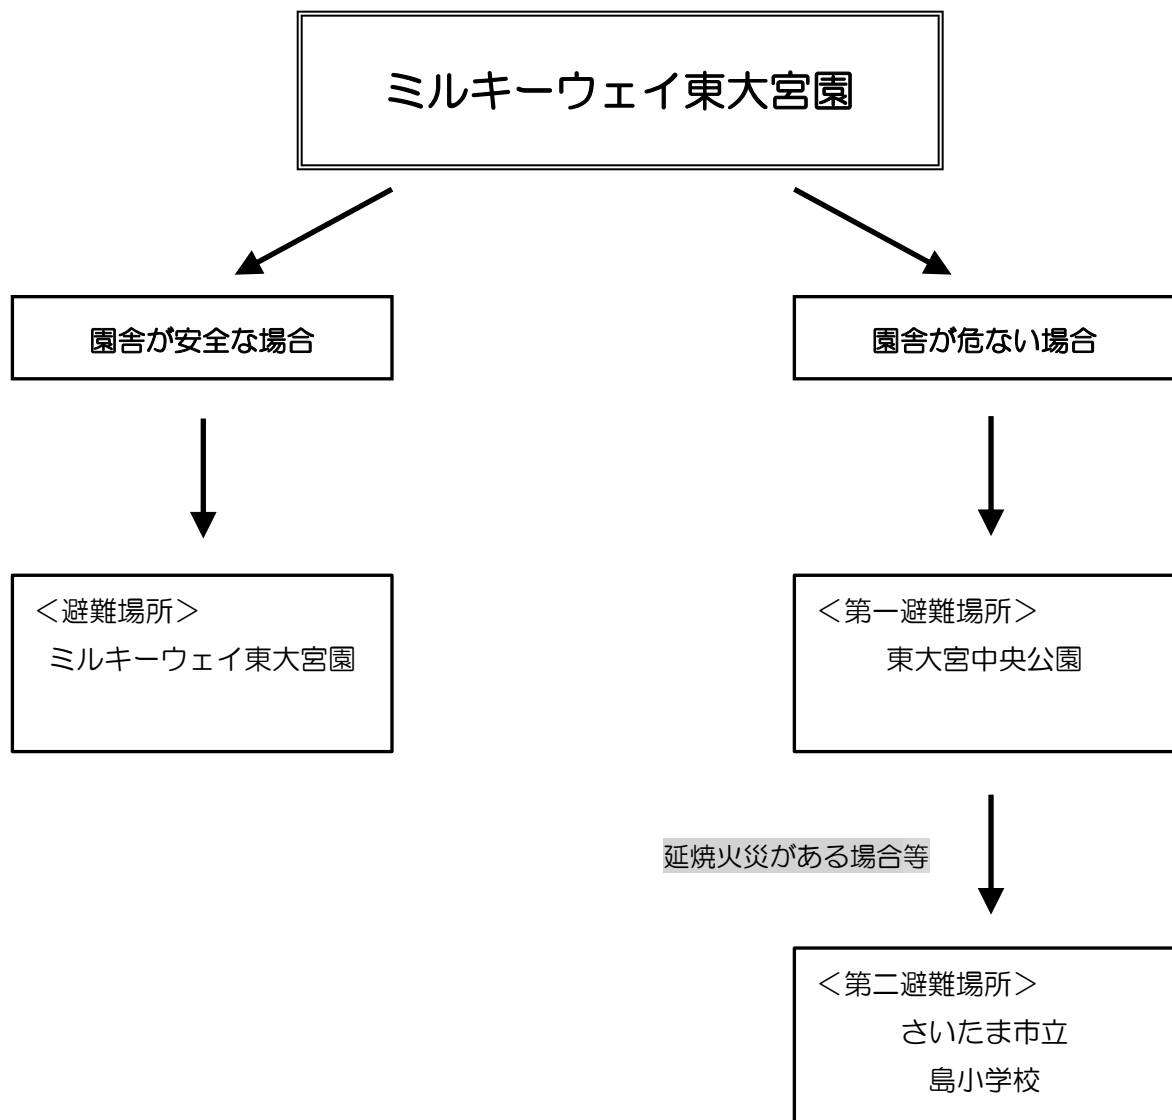 ミルキーウェイ東大宮園
園舎が安全な場合
園舎が危ない場合
＜避難場所＞
ミルキーウェイ東大宮園
＜第一避難場所＞
東大宮中央公園
延焼火災がある場合等
＜第二避難場所＞
さいたま市立
島小学校